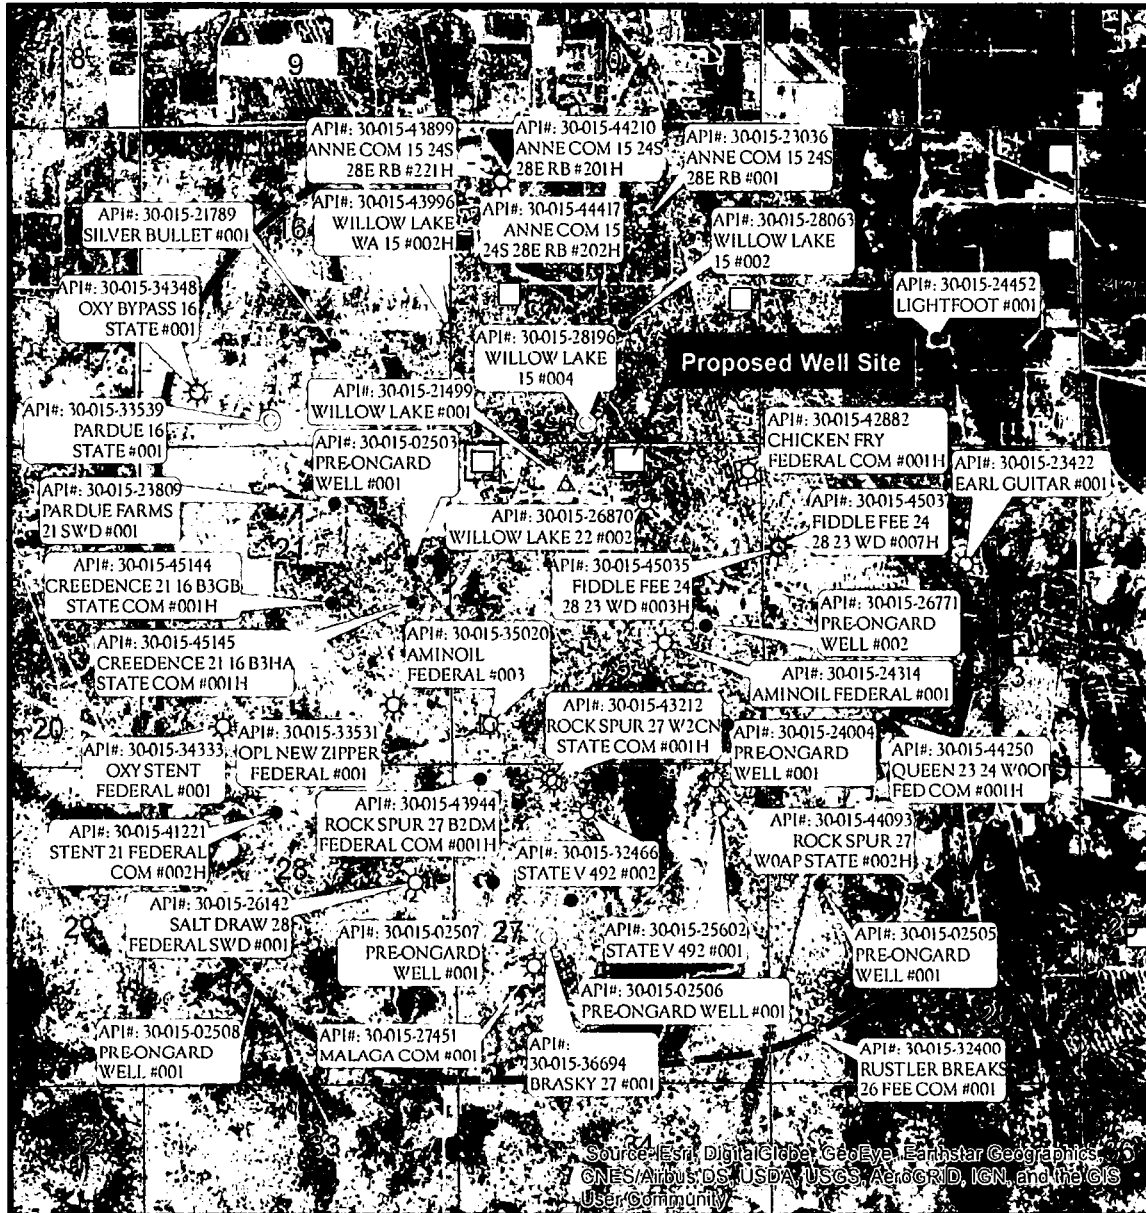 8
9
API#: 30-015-43899
ANNE COM 15 24S
28E RB #221H
API#: 30-015-44210
ANNE COM 15 24S
28E RB #201H
API#: 30-015-23036
ANNE COM 15 24S
28E RB #001
API#: 30-015-21789
SILVER BULLET #001
16
API#: 30-015-43996
WILLOW LAKE
WA 15 #002H
API#: 30-015-44417
ANNE COM 15
24S 28E RB #202H
API#: 30-015-28063
WILLOW LAKE
15 #002
API#: 30-015-34348
OXY BYPASS 16
STATE #001
API#: 30-015-24452
LIGHTFOOT #001
API#: 30-015-28196
WILLOW LAKE
15 #004
Proposed Well Site
API#: 30-015-33539
PARDUE 16
STATE #001
API#: 30-015-21499
WILLOW LAKE #001
API#: 30-015-02503
PRE-ONGARD
WELL #001
API#: 30-015-42882
CHICKEN FRY
FEDERAL COM #001H
API#: 30-015-23422
EARL GUITAR #001
API#: 30-015-23809
PARDUE FARMS
21 SWD #001
API#: 30-015-26870
WILLOW LAKE 22 #002
API#: 30-015-4503
FIDDLE FEE 24
28 23 WD #007H
API#: 30-015-45144
CREEDENCE 21 16 B3GB
STATE COM #001H
API#: 30-015-45035
FIDDLE FEE 24
28 23 WD #003H
API#: 30-015-26771
PRE-ONGARD
WELL #002
API#: 30-015-45145
CREEDENCE 21 16 B3HA
STATE COM #001H
API#: 30-015-35020
AMINOIL
FEDERAL #003
API#: 30-015-24314
AMINOIL FEDERAL #001
20
API#: 30-015-34333
OXY STENT
FEDERAL #001
API#: 30-015-33531
OPL NEW ZIPPER
FEDERAL #001
API#: 30-015-43212
ROCK SPUR 27 W2CN
STATE COM #001H
API#: 30-015-24004
PRE-ONGARD
WELL #001
API#: 30-015-44250
QUEEN 23 24 W0OP
FED COM #001H
API#: 30-015-41221
STENT 21 FEDERAL
COM #002H
API#: 30-015-43944
ROCK SPUR 27 B2DM
FEDERAL COM #001H
API#: 30-015-32466
STATE V 492 #002
API#: 30-015-44093
ROCK SPUR 27
W0AP STATE #002H
28
29
API#: 30-015-26142
SALT DRAW 28
FEDERAL SWD #001
API#: 30-015-02507
PRE-ONGARD
WELL #001
27
API#: 30-015-25602
STATE V 492 #001
API#: 30-015-02505
PRE-ONGARD
WELL #001
API#: 30-015-02506
PRE-ONGARD WELL #001
API#: 30-015-02508
PRE-ONGARD
WELL #001
API#: 30-015-27451
MALAGA COM #001
API#:
30-015-36694
BRASKY 27 #001
API#: 30-015-32400
RUSTLER BREAKS
26 FEE COM #001
33
34
Source: Esri, DigitalGlobe, GeoEye, Earthstar Geographics,
CNES/Airbus DS, USDA, USGS, AeroGRID, IGN, and the GIS
User Community